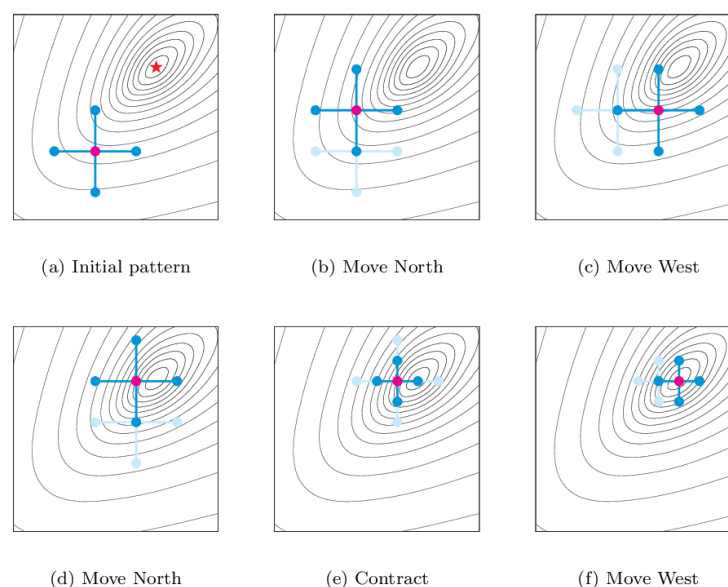 (a) Initial pattern
(b) Move North
(c) Move West
(d) Move North
(e) Contract
(f) Move West